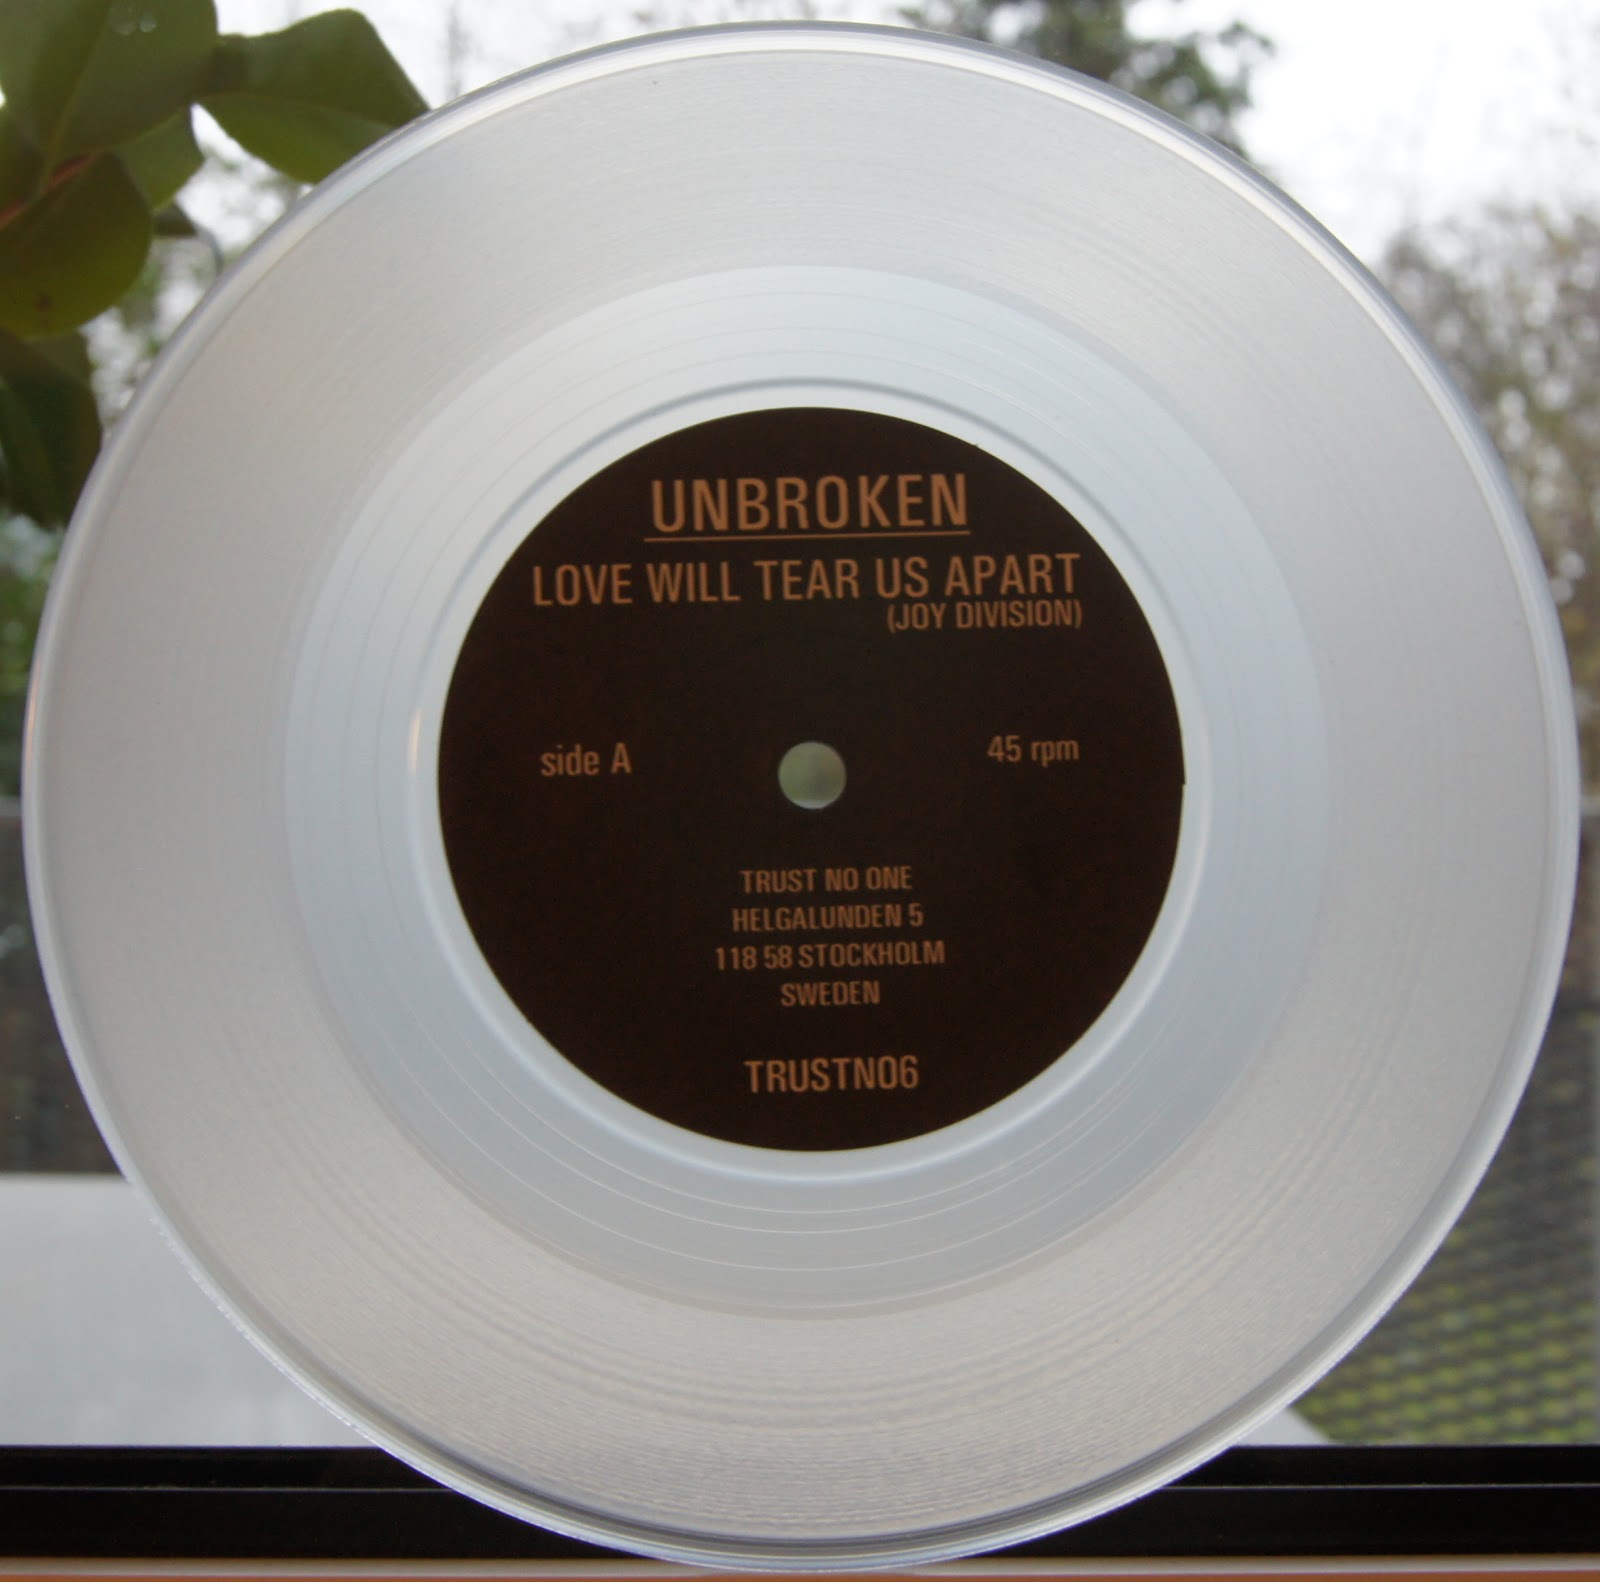 UNBROKEN
LOVE WILL TEAR US APART
(JOY DIVISION)
side A
45 rpm
TRUST NO ONE
HELGALUNDEN 5
118 58 STOCKHOLM
SWEDEN
TRUSTNO6